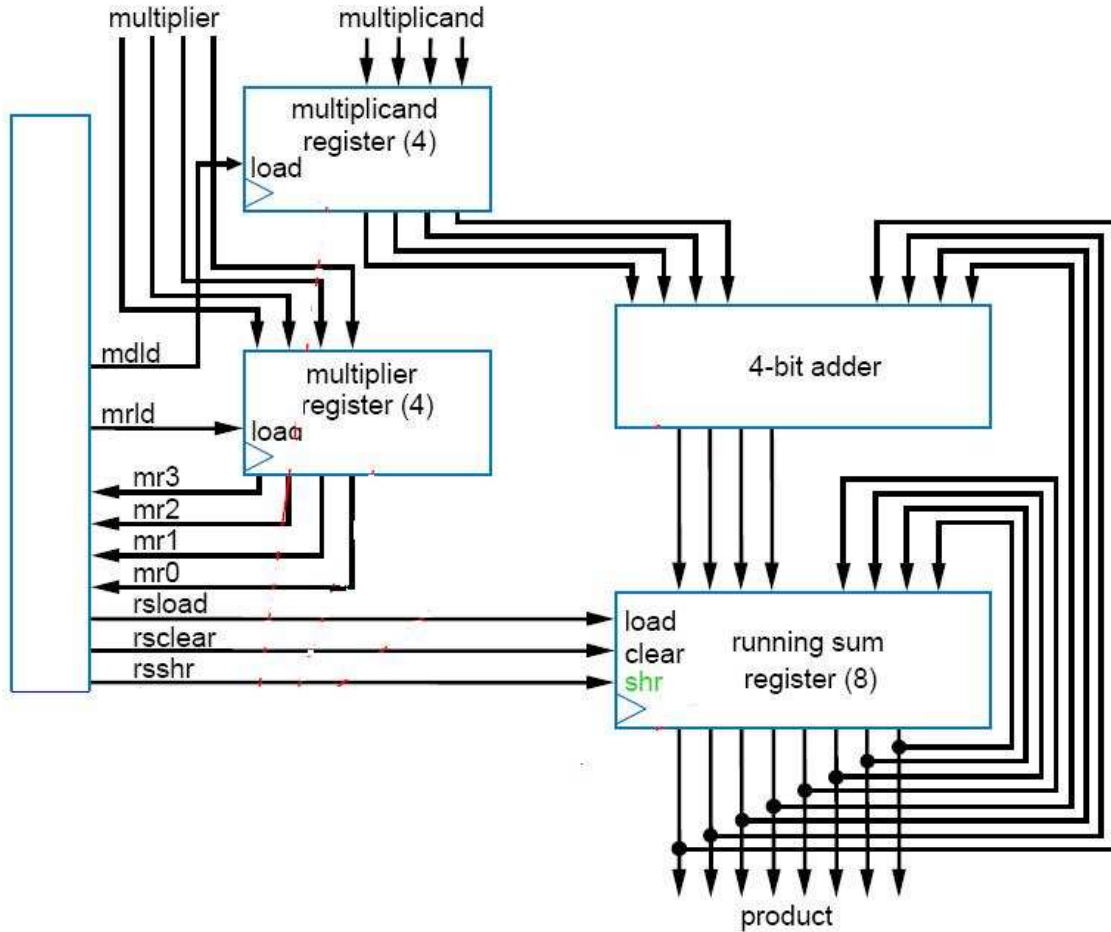 multiplier
multiplicand
multiplicand
register (4)
load
mdld
multiplier
register (4)
mrld
load
mr3
mr2
mr1
mr0
rsload
rsclear
rsshr
4-bit adder
load
clear
shr
running sum
register (8)
product